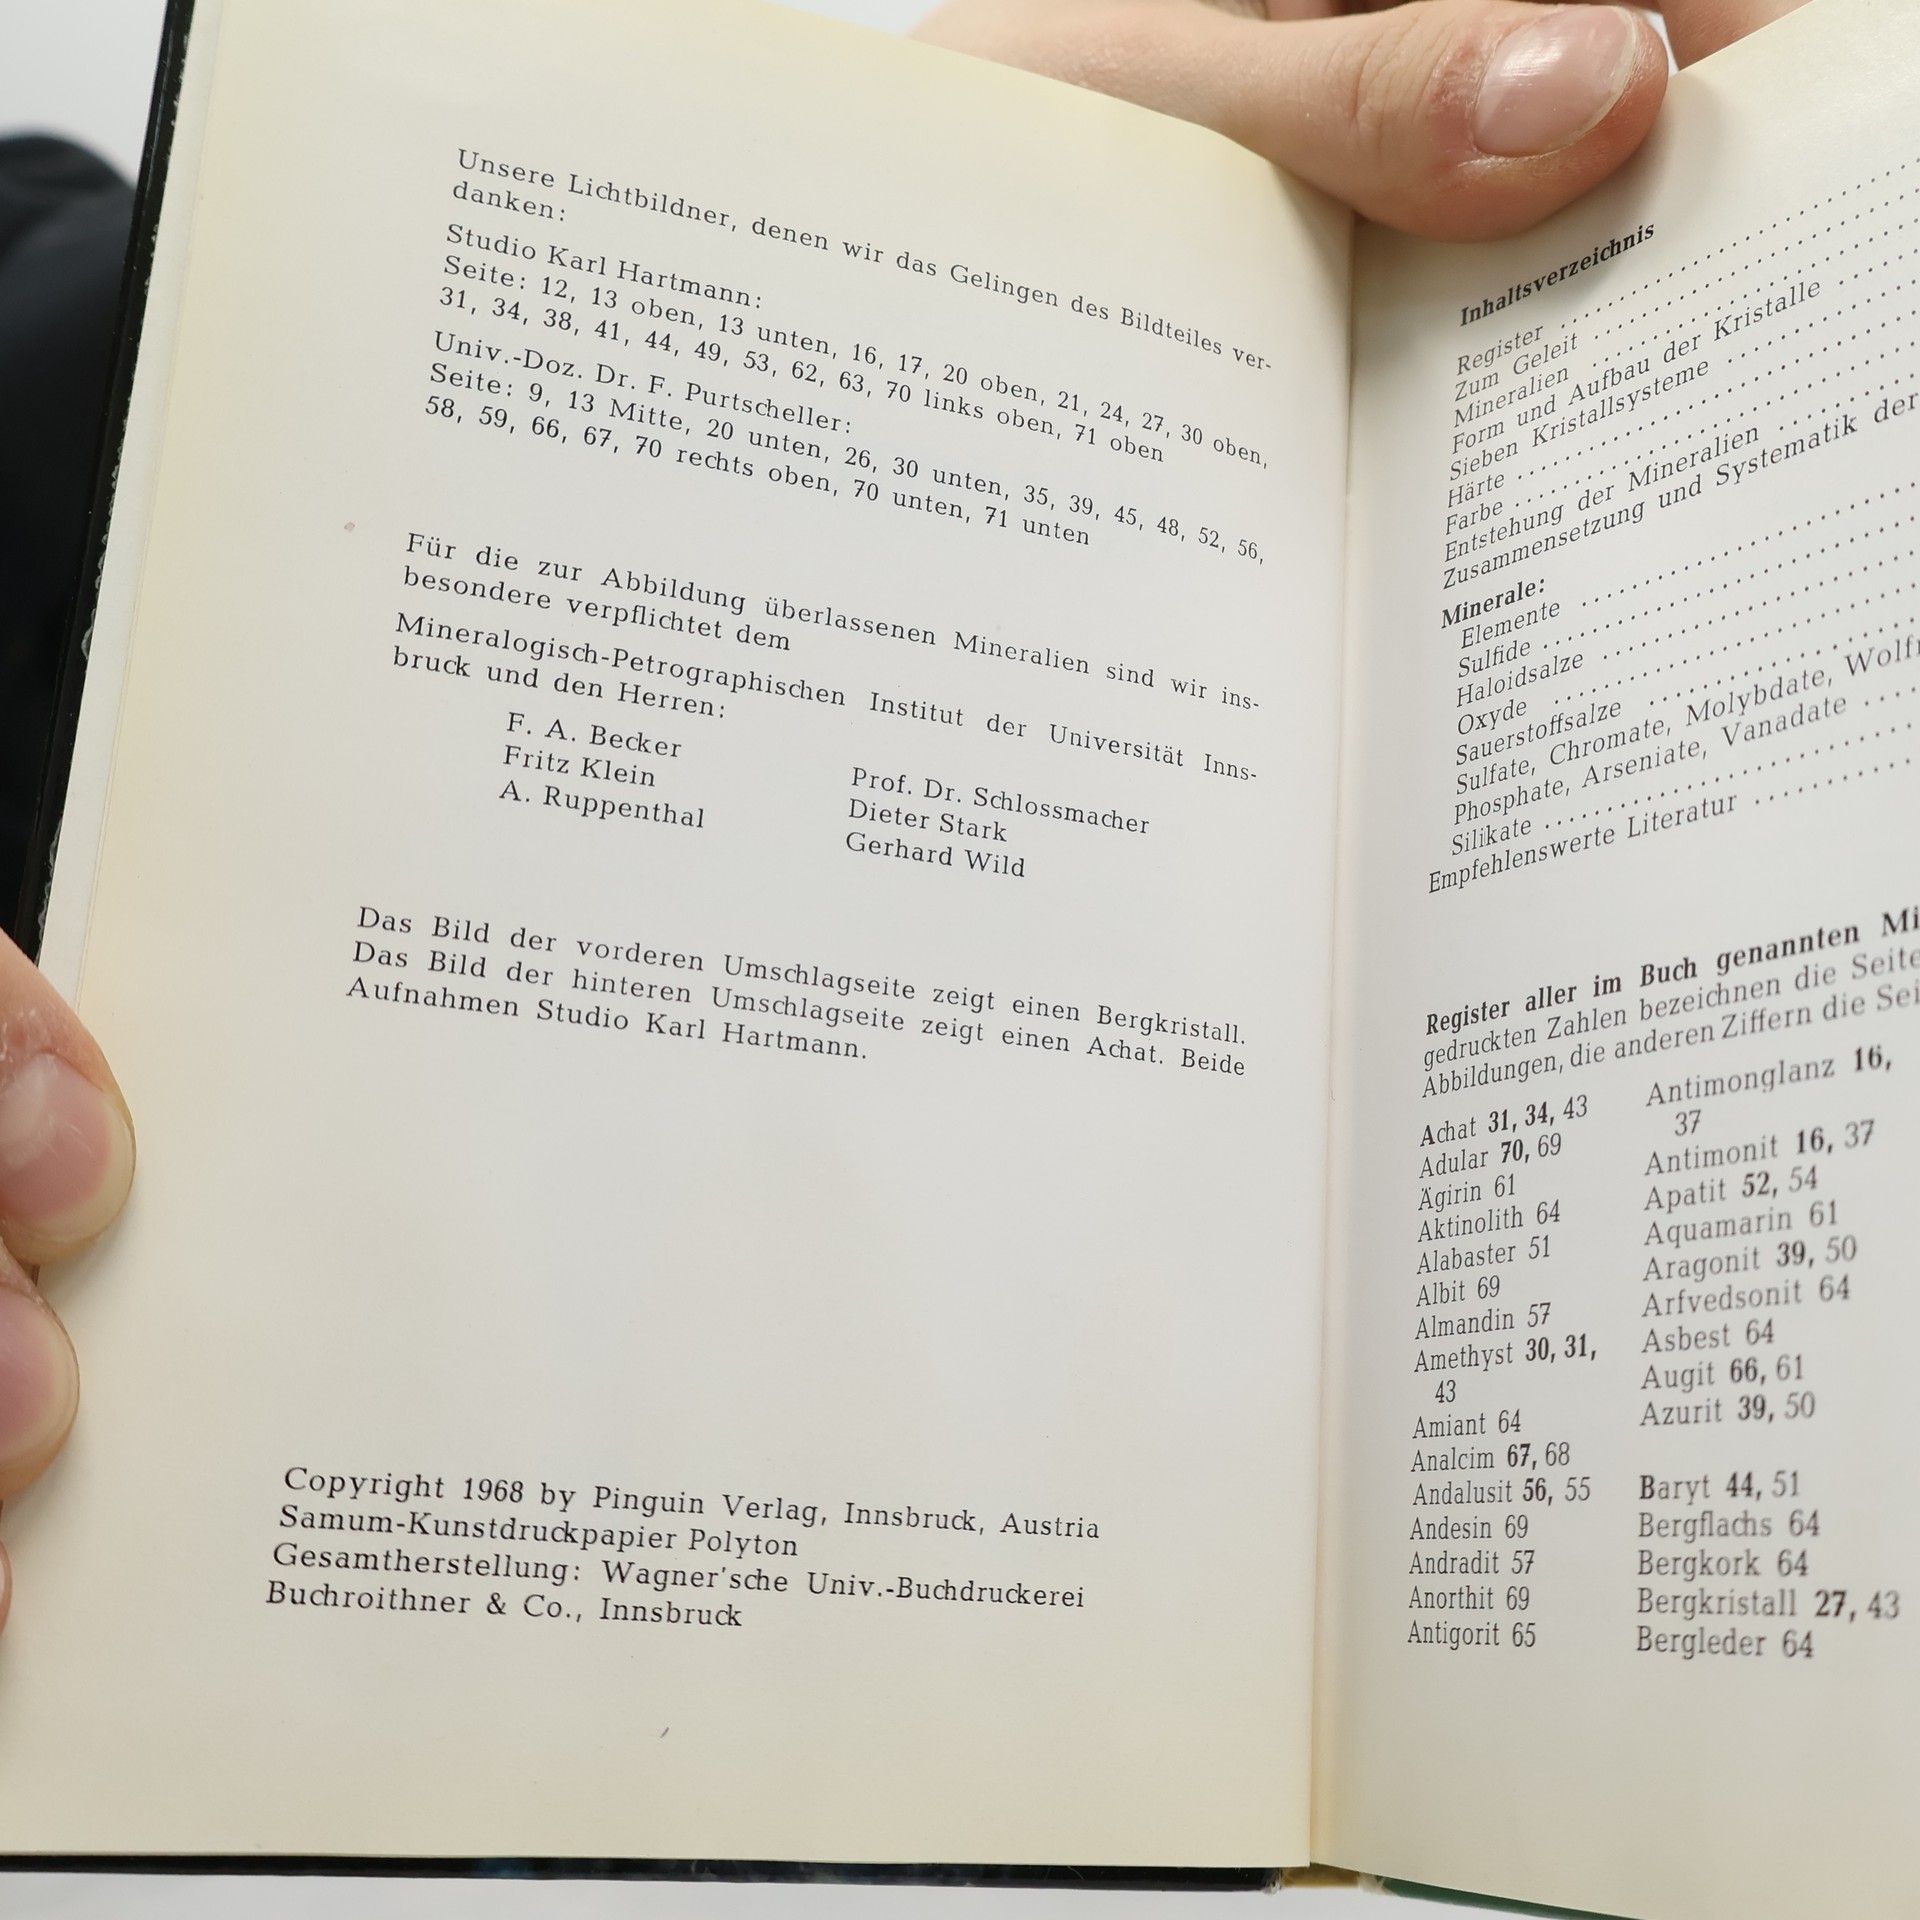 Unsere Lichtbildner, denen wir das Gelingen des Bildteiles ver-
danken:
Studio Karl Hartmann:
Seite: 12, 13 oben, 13 unten, 16, 17, 20 oben, 21, 24, 27, 30 oben,
31, 34, 38, 41, 44, 49, 53, 62, 63, 70 links oben, 71 oben
Univ.-Doz. Dr. F. Purtscheller:
Seite: 9, 13 Mitte, 20 unten, 26, 30 unten, 35, 39, 45, 48, 52, 56,
58, 59, 66, 67, 70 rechts oben, 70 unten, 71 unten
Für die zur Abbildung überlassenen Mineralien sind wir ins-
besondere verpflichtet dem
Mineralogisch-Petrographischen Institut der Universität Inns-
bruck und den Herren:
F. A. Becker
Fritz Klein
A. Ruppenthal
Prof. Dr. Schlossmacher
Dieter Stark
Gerhard Wild
Das Bild der vorderen Umschlagseite zeigt einen Bergkristall.
Das Bild der hinteren Umschlagseite zeigt einen Achat. Beide
Aufnahmen Studio Karl Hartmann.
Copyright 1968 by Pinguin Verlag, Innsbruck, Austria
Samum-Kunstdruckpapier Polyton
Gesamtherstellung: Wagner'sche Univ.-Buchdruckerei
Buchroithner & Co., Innsbruck
Inhaltsverzeichnis
Register
Zum Geleit
Mineralien
Form und Aufbau der Kristalle
Sieben Kristallsysteme
Härte
Farbe
Entstehung der Mineralien
Zusammensetzung und Systematik der
Minerale:
Elemente
Sulfide
Haloidsalze
Oxyde
Sauerstoffsalze
Sulfate, Chromate, Molybdate,
Phosphate, Arseniate, Vanadate
Silikate
Empfehlenswerte Literatur
Register aller im Buch genannten
gedruckten Zahlen bezeichnen die
Abbildungen, die anderen Ziffern die
Achat 31, 34, 43
Adular 70, 69
Ägirin 61
Aktinolith 64
Alabaster 51
Albit 69
Almandin 57
Amethyst 30, 31,
43
Amiant 64
Analcim 67, 68
Andalusit 56, 55
Andesin 69
Andradit 57
Anorthit 69
Antigorit 65
Antimonglanz 16,
37
Antimonit 16, 37
Apatit 52, 54
Aquamarin 61
Aragonit 39, 50
Arfvedsonit 64
Asbest 64
Augit 66, 61
Azurit 39, 50
Baryt 44, 51
Bergflachs 64
Bergkork 64
Bergkristall 27, 43
Bergleder 64